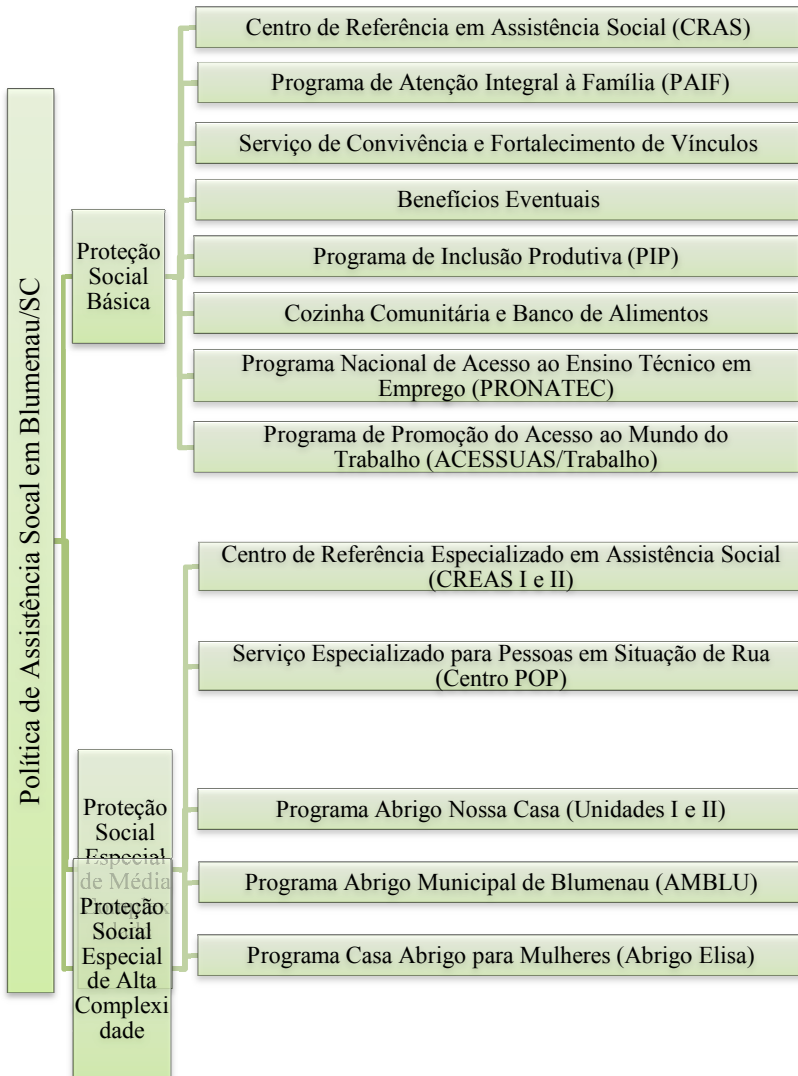 Política de Assistência Socal em Blumenau/SC
Proteção
Social
Básica
Centro de Referência em Assistência Social (CRAS)
Programa de Atenção Integral à Família (PAIF)
Serviço de Convivência e Fortalecimento de Vínculos
Benefícios Eventuais
Programa de Inclusão Produtiva (PIP)
Cozinha Comunitária e Banco de Alimentos
Programa Nacional de Acesso ao Ensino Técnico em
Emprego (PRONATEC)
Programa de Promoção do Acesso ao Mundo do
Trabalho (ACESSUAS/Trabalho)
Proteção
Social
Especial
de Média
Centro de Referência Especializado em Assistência Social
(CREAS I e II)
Serviço Especializado para Pessoas em Situação de Rua
(Centro POP)
Proteção
Social
Especial
de Alta
Complexi
dade
Programa Abrigo Nossa Casa (Unidades I e II)
Programa Abrigo Municipal de Blumenau (AMBLU)
Programa Casa Abrigo para Mulheres (Abrigo Elisa)